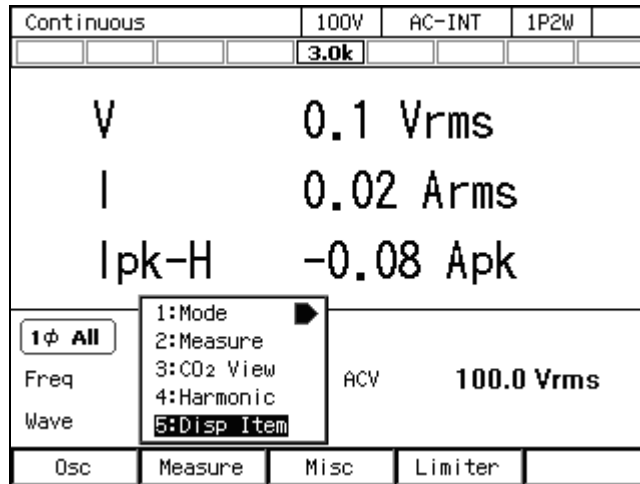 Continuous 100V AC-INT 1P2W
3.0k
V 0.1 Vrms
I 0.02 Arms
Ipk-H -0.08 Apk
1:Mode
1ϕ All 2:Measure
3:CO2 View
Freq ACV 100.0 Vrms
4:Harmonic
Wave 5:Disp Item
Osc Measure Misc Limiter